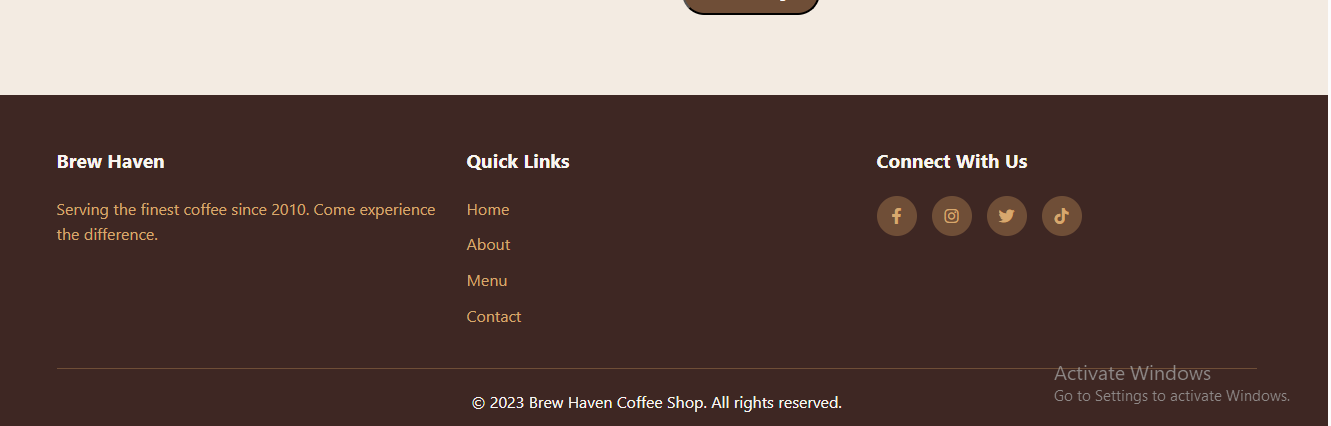 Brew Haven
Serving the finest coffee since 2010. Come experience
the difference.
Quick Links
Home
About
Menu
Contact
Connect With Us
© 2023 Brew Haven Coffee Shop. All rights reserved.
Activate Windows
Go to Settings to activate Windows.